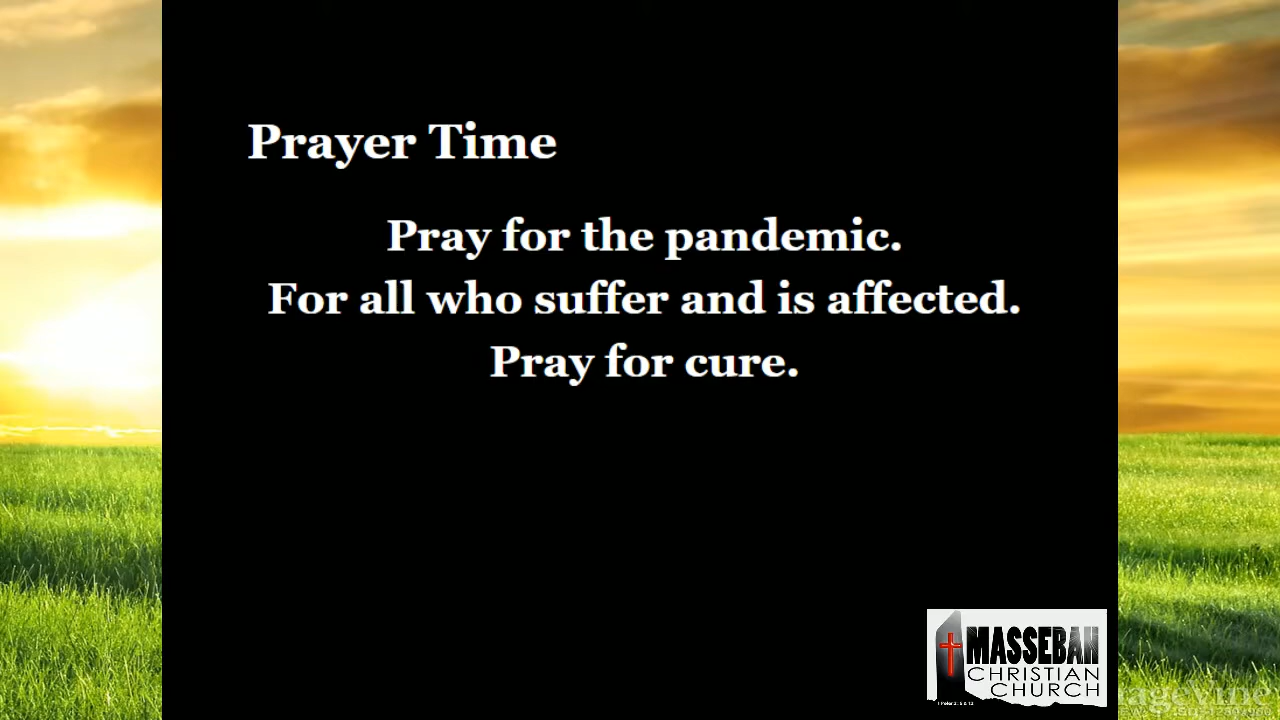 Prayer Time
Pray for the pandemic.
For all who suffer and is affected.
Pray for cure.
MASSEBAH
CHRISTIAN
CHURCH